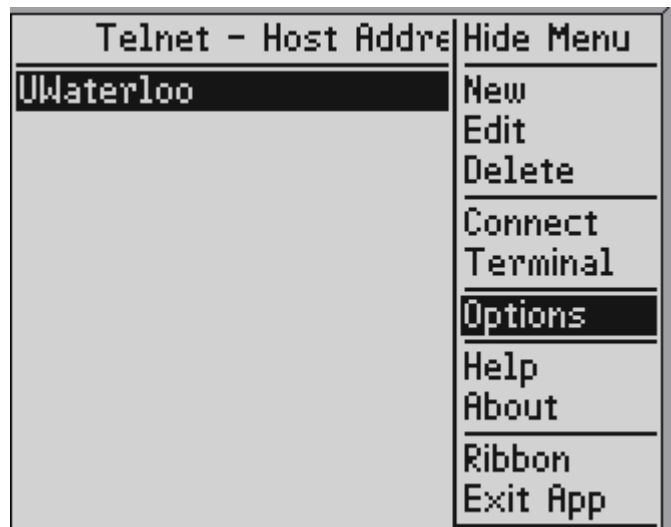 Telnet - Host Addre
UWaterloo
Hide Menu
New
Edit
Delete
Connect
Terminal
Options
Help
About
Ribbon
Exit App